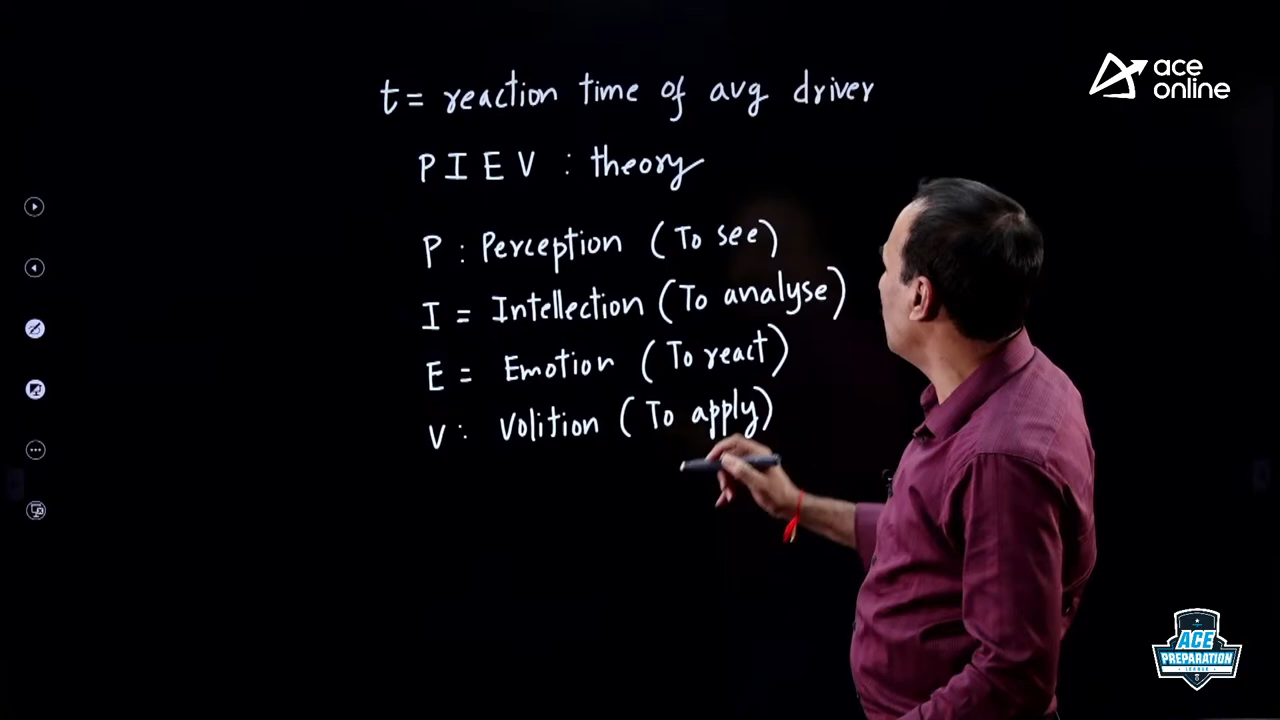 t = reaction time of avg driver
P I E V : theory
P : Perception (To see)
I = Intellection (To analyse)
E = Emotion (To react)
V : Volition (To apply)
ace
online
ACE
PREPARATION
LEAGUE